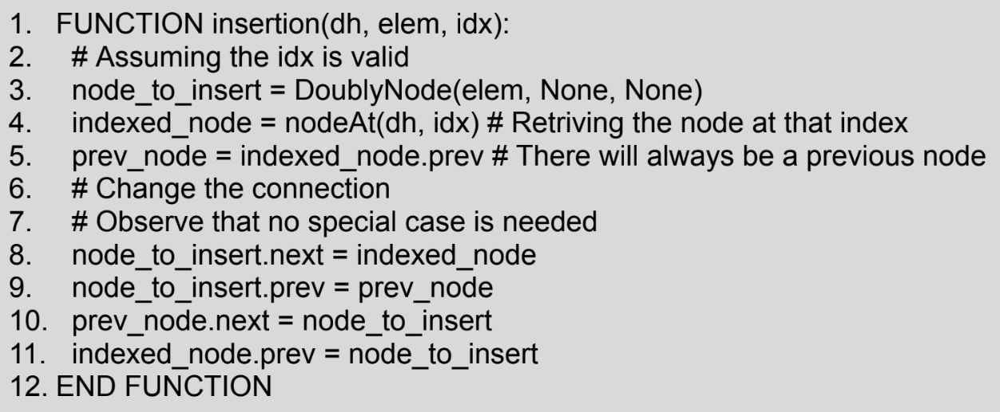 1. FUNCTION insertion(dh, elem, idx):
2. # Assuming the idx is valid
3. node_to_insert = DoublyNode(elem, None, None)
4. indexed_node = nodeAt(dh, idx) # Retriving the node at that index
5. prev_node = indexed_node.prev # There will always be a previous node
6. # Change the connection
7. # Observe that no special case is needed
8. node_to_insert.next = indexed_node
9. node_to_insert.prev = prev_node
10. prev_node.next = node_to_insert
11. indexed_node.prev = node_to_insert
12. END FUNCTION